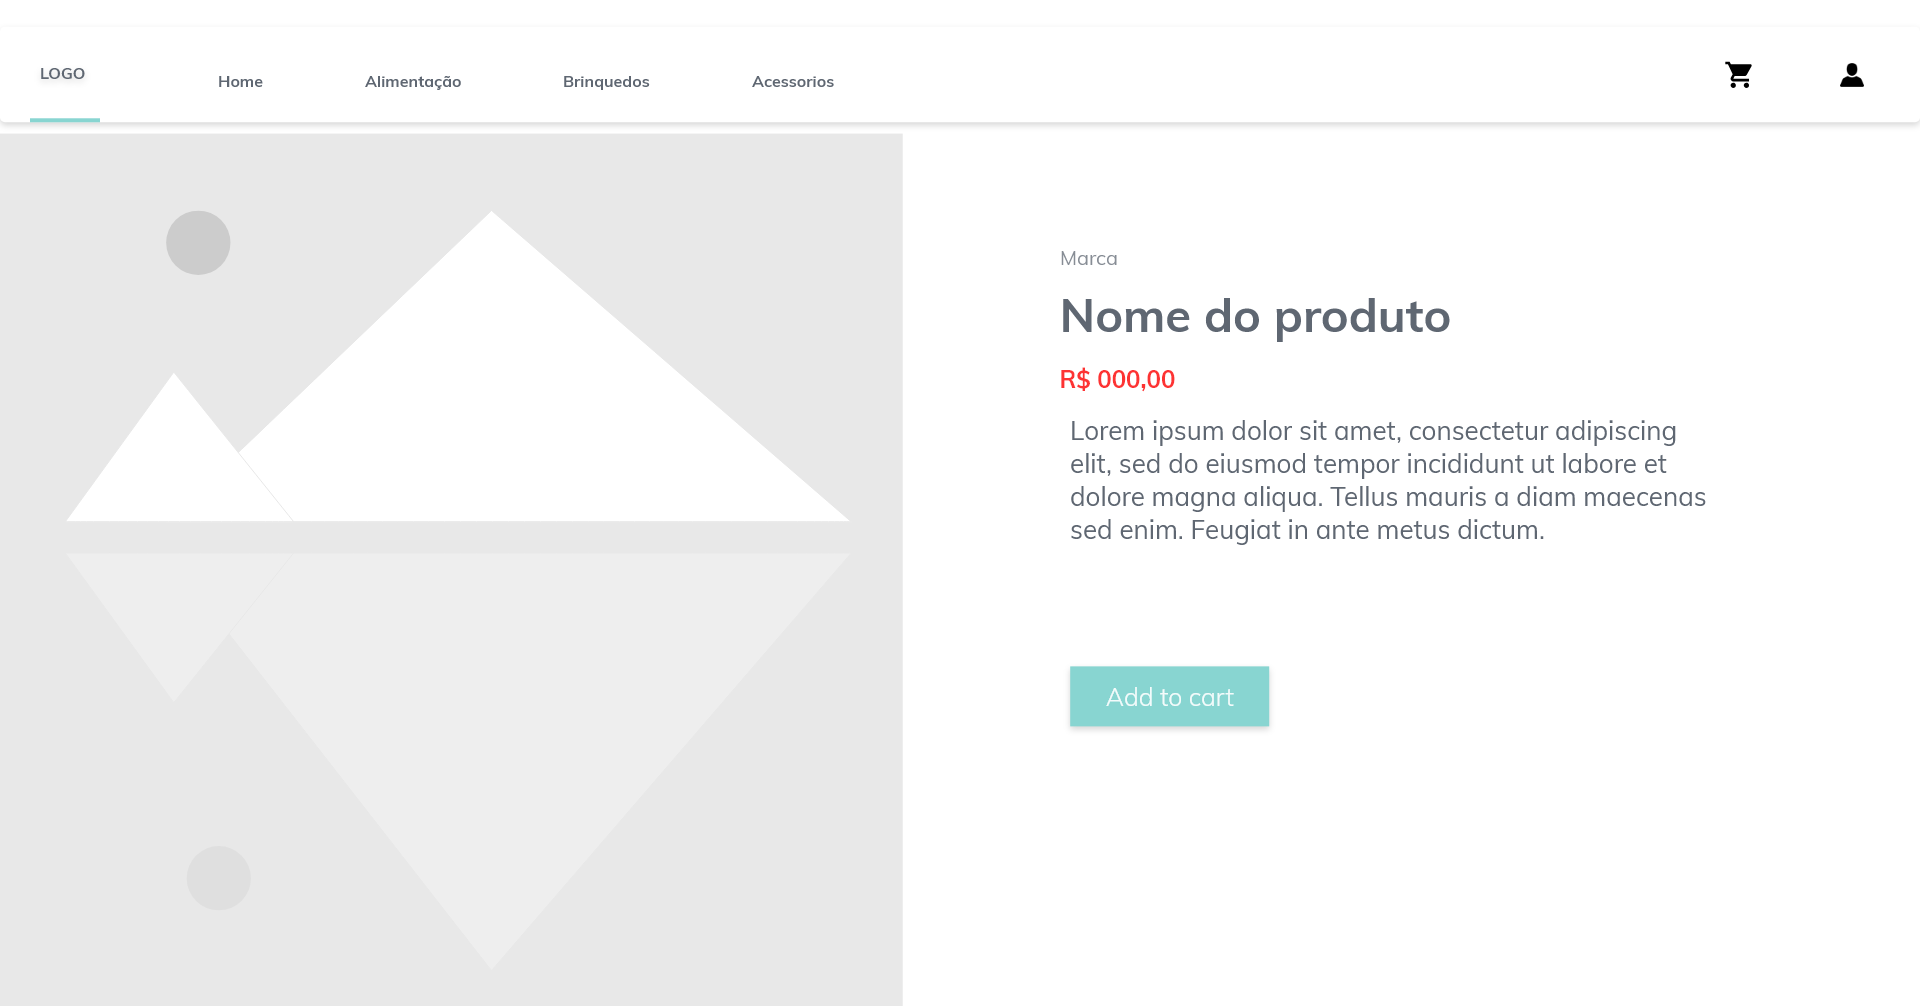 LOGO
Home
Alimentação
Brinquedos
Acessorios
Marca
Nome do produto
R$ 000,00
Lorem ipsum dolor sit amet, consectetur adipiscing
elit, sed do eiusmod tempor incididunt ut labore et
dolore magna aliqua. Tellus mauris a diam maecenas
sed enim. Feugiat in ante metus dictum.
Add to cart